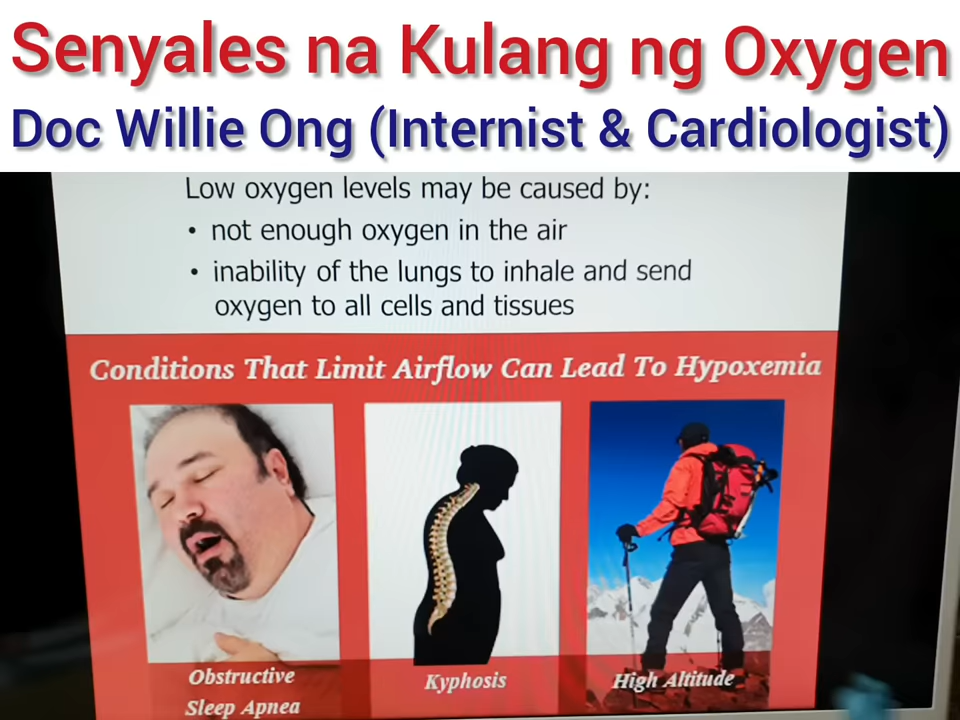 Senyales na Kulang ng Oxygen
Doc Willie Ong (Internist & Cardiologist)
Low oxygen levels may be caused by:
• not enough oxygen in the air
• inability of the lungs to inhale and send
oxygen to all cells and tissues
Conditions That Limit Airflow Can Lead To Hypoxemia
Obstructive
Sleep Apnea
Kyphosis
High Altitude